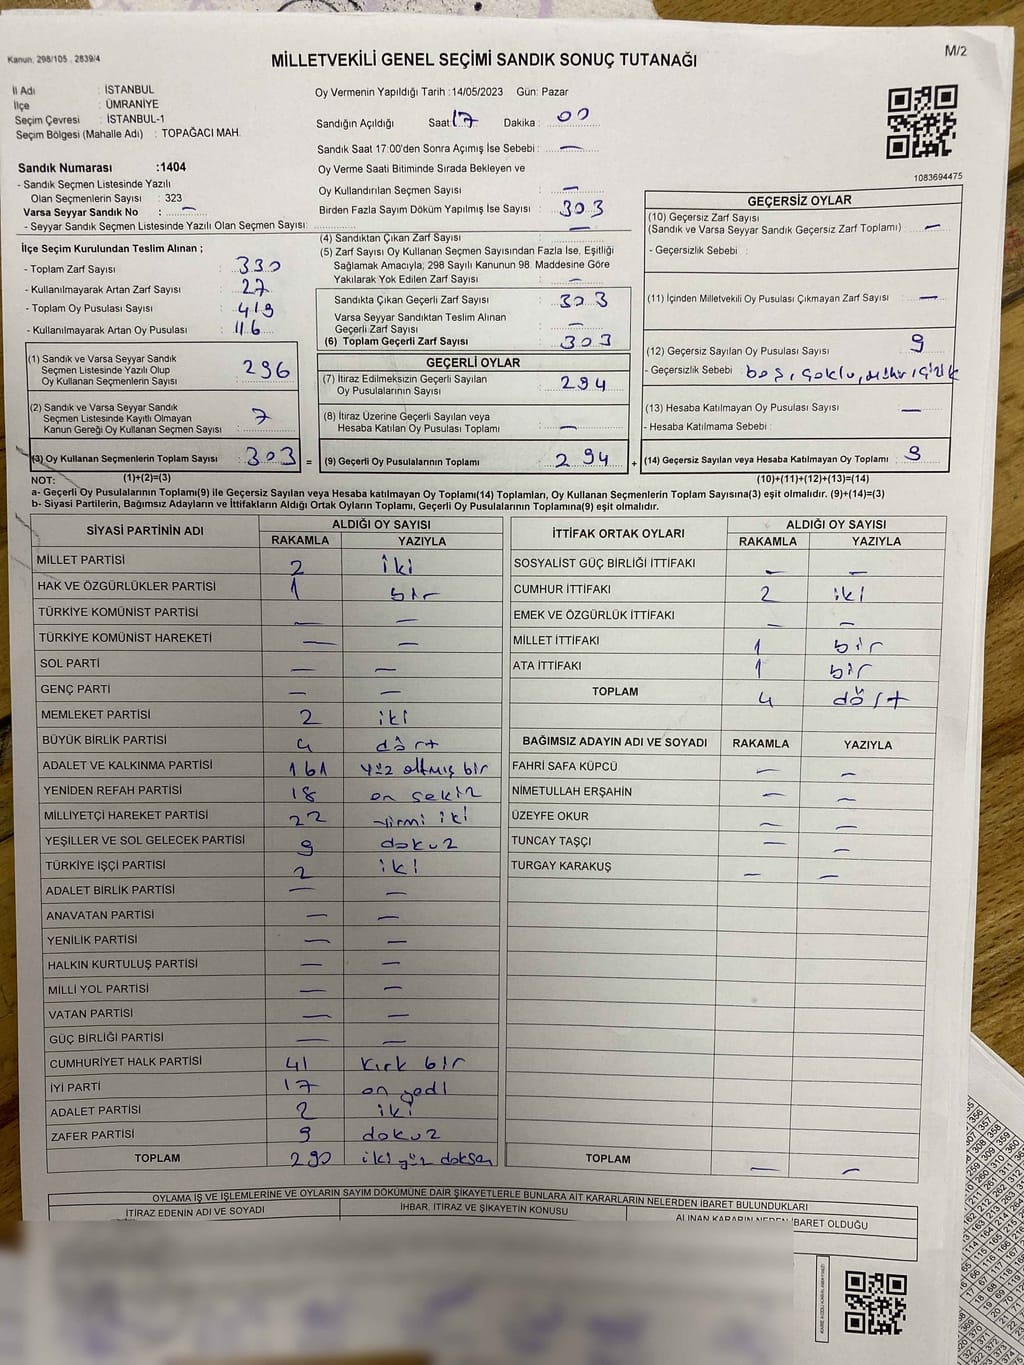 Kanun. 298/105 . 2839/4
MİLLETVEKİLİ GENEL SEÇİMİ SANDIK SONUÇ TUTANAĞI
M/2
İl Adı : İSTANBUL
İlçe : ÜMRANİYE
Seçim Çevresi : İSTANBUL-1
Seçim Bölgesi (Mahalle Adı) : TOPAĞACI MAH.
Oy Vermenin Yapıldığı Tarih :14/05/2023 Gün: Pazar
Sandığın Açıldığı Saat 17 Dakika : 00
Sandık Saat 17:00'den Sonra Açımış İse Sebebi : —
1083694475
Sandık Numarası :1404
- Sandık Seçmen Listesinde Yazılı
Olan Seçmenlerin Sayısı : 323
Varsa Seyyar Sandık No : —
- Seyyar Sandık Seçmen Listesinde Yazılı Olan Seçmen Sayısı:
Oy Verme Saati Bitiminde Sırada Bekleyen ve
Oy Kullandırılan Seçmen Sayısı : —
Birden Fazla Sayım Döküm Yapılmış İse Sayısı : 303
İlçe Seçim Kurulundan Teslim Alınan ;
- Toplam Zarf Sayısı : 330
- Kullanılmayarak Artan Zarf Sayısı : 27
- Toplam Oy Pusulası Sayısı : 419
- Kullanılmayarak Artan Oy Pusulası : 116
(4) Sandıktan Çıkan Zarf Sayısı : —
(5) Zarf Sayısı Oy Kullanan Seçmen Sayısından Fazla İse, Eşitliği
Sağlamak Amacıyla, 298 Sayılı Kanunun 98. Maddesine Göre
Yakılarak Yok Edilen Zarf Sayısı : —
Sandıkta Çıkan Geçerli Zarf Sayısı : 303
Varsa Seyyar Sandıktan Teslim Alınan
Geçerli Zarf Sayısı : —
(6) Toplam Geçerli Zarf Sayısı : 303
GEÇERSİZ OYLAR
(10) Geçersiz Zarf Sayısı
(Sandık ve Varsa Seyyar Sandık Geçersiz Zarf Toplamı) : —
- Geçersizlik Sebebi :
(11) İçinden Milletvekili Oy Pusulası Çıkmayan Zarf Sayısı : —
(12) Geçersiz Sayılan Oy Pusulası Sayısı : 9
- Geçersizlik Sebebi : boş, çoklu, mühür, çizik
(13) Hesaba Katılmayan Oy Pusulası Sayısı : —
- Hesaba Katılmama Sebebi :
(14) Geçersiz Sayılan veya Hesaba Katılmayan Oy Toplamı : 9
(10)+(11)+(12)+(13)=(14)
(1) Sandık ve Varsa Seyyar Sandık
Seçmen Listesinde Yazılı Olup
Oy Kullanan Seçmenlerin Sayısı : 296
(2) Sandık ve Varsa Seyyar Sandık
Seçmen Listesinde Kayıtlı Olmayan
Kanun Gereği Oy Kullanan Seçmen Sayısı : 7
(3) Oy Kullanan Seçmenlerin Toplam Sayısı : 303 =
GEÇERLİ OYLAR
(7) İtiraz Edilmeksizin Geçerli Sayılan
Oy Pusulalarının Sayısı : 294
(8) İtiraz Üzerine Geçerli Sayılan veya
Hesaba Katılan Oy Pusulası Toplamı : —
(9) Geçerli Oy Pusulalarının Toplamı : 294 +
NOT: (1)+(2)=(3)
a- Geçerli Oy Pusulalarının Toplamı(9) ile Geçersiz Sayılan veya Hesaba katılmayan Oy Toplamı(14) Toplamları, Oy Kullanan Seçmenlerin Toplam Sayısına(3) eşit olmalıdır. (9)+(14)=(3)
b- Siyasi Partilerin, Bağımsız Adayların ve İttifakların Aldığı Ortak Oyların Toplamı, Geçerli Oy Pusulalarının Toplamına(9) eşit olmalıdır.
SİYASİ PARTİNİN ADI ALDIĞI OY SAYISI
RAKAMLA YAZIYLA
MİLLET PARTİSİ 2 iki
HAK VE ÖZGÜRLÜKLER PARTİSİ 1 bir
TÜRKİYE KOMÜNİST PARTİSİ — —
TÜRKİYE KOMÜNİST HAREKETİ — —
SOL PARTİ — —
GENÇ PARTİ — —
MEMLEKET PARTİSİ 2 iki
BÜYÜK BİRLİK PARTİSİ 4 dört
ADALET VE KALKINMA PARTİSİ 161 yüz altmış bir
YENİDEN REFAH PARTİSİ 18 on sekiz
MİLLİYETÇİ HAREKET PARTİSİ 22 yirmi iki
YEŞİLLER VE SOL GELECEK PARTİSİ 9 dokuz
TÜRKİYE İŞÇİ PARTİSİ 2 iki
ADALET BİRLİK PARTİSİ — —
ANAVATAN PARTİSİ — —
YENİLİK PARTİSİ — —
HALKIN KURTULUŞ PARTİSİ — —
MİLLİ YOL PARTİSİ — —
VATAN PARTİSİ — —
GÜÇ BİRLİĞİ PARTİSİ — —
CUMHURİYET HALK PARTİSİ 41 kırk bir
İYİ PARTİ 17 on yedi
ADALET PARTİSİ 2 iki
ZAFER PARTİSİ 9 dokuz
TOPLAM 290 iki yüz doksan
İTTİFAK ORTAK OYLARI ALDIĞI OY SAYISI
RAKAMLA YAZIYLA
SOSYALİST GÜÇ BİRLİĞİ İTTİFAKI — —
CUMHUR İTTİFAKI 2 iki
EMEK VE ÖZGÜRLÜK İTTİFAKI — —
MİLLET İTTİFAKI 1 bir
ATA İTTİFAKI 1 bir
TOPLAM 4 dört
BAĞIMSIZ ADAYIN ADI VE SOYADI RAKAMLA YAZIYLA
FAHRİ SAFA KÜPCÜ — —
NİMETULLAH ERŞAHİN — —
ÜZEYFE OKUR — —
TUNCAY TAŞÇI — —
TURGAY KARAKUŞ — —
TOPLAM — —
OYLAMA İŞ VE İŞLEMLERİNE VE OYLARIN SAYIM DÖKÜMÜNE DAİR ŞİKAYETLERLE BUNLARA AİT KARARLARIN NELERDEN İBARET BULUNDUKLARI
İTİRAZ EDENİN ADI VE SOYADI İHBAR, İTİRAZ VE ŞİKAYETİN KONUSU ALINAN KARARIN NEDEN İBARET OLDUĞU